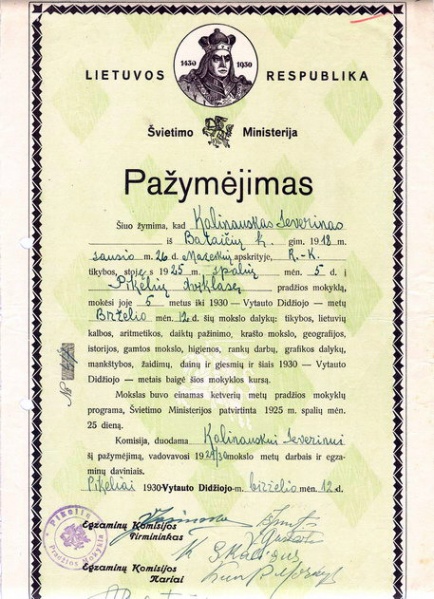 1430 1930
LIETUVOS RESPUBLIKA
Švietimo Ministerija
Pažymėjimas
Šiuo žymima, kad Kalinauskas Severinas
iš Bataičių k. gim. 1918 m.
sausio m. 26 d. Mažeikių apskrityje, R.-K.
tikybos, stojęs 1925 m. spalių mėn. 5 d. į
Pikelių pradžios mokyklą,
mokėsi joje 5 metus iki 1930 — Vytauto Didžiojo — metų
Birželio mėn. 12 d. šių mokslo dalykų: tikybos, lietuvių
kalbos, aritmetikos, daiktų pažinimo, krašto mokslo, geografijos,
istorijos, gamtos mokslo, higienos, rankų darbų, grafikos dalykų,
mankštybos, žaidimų, dainų ir giesmių ir šiais 1930 — Vytauto
Didžiojo — metais baigė šios mokyklos kursą.
Mokslas buvo einamas ketverių metų pradžios mokyklų
programa, Švietimo Ministerijos patvirtinta 1925 m. spalių mėn.
25 dieną.
Komisija, duodama Kalinauskui Severinui
šį pažymėjimą, vadovavosi 1929/30 mokslo metų darbais ir egza-
minų daviniais.
Pikeliai 1930-Vytauto Didžiojo-m. birželio mėn. 12 d.
№
Pikelių
Pradžios Mokykla
Egzaminų Komisijos
Pirmininkas
Egzaminų Komisijos
Nariai